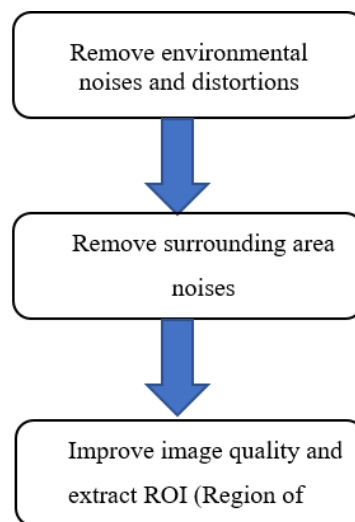 Remove environmental
noises and distortions
Remove surrounding area
noises
Improve image quality and
extract ROI (Region of